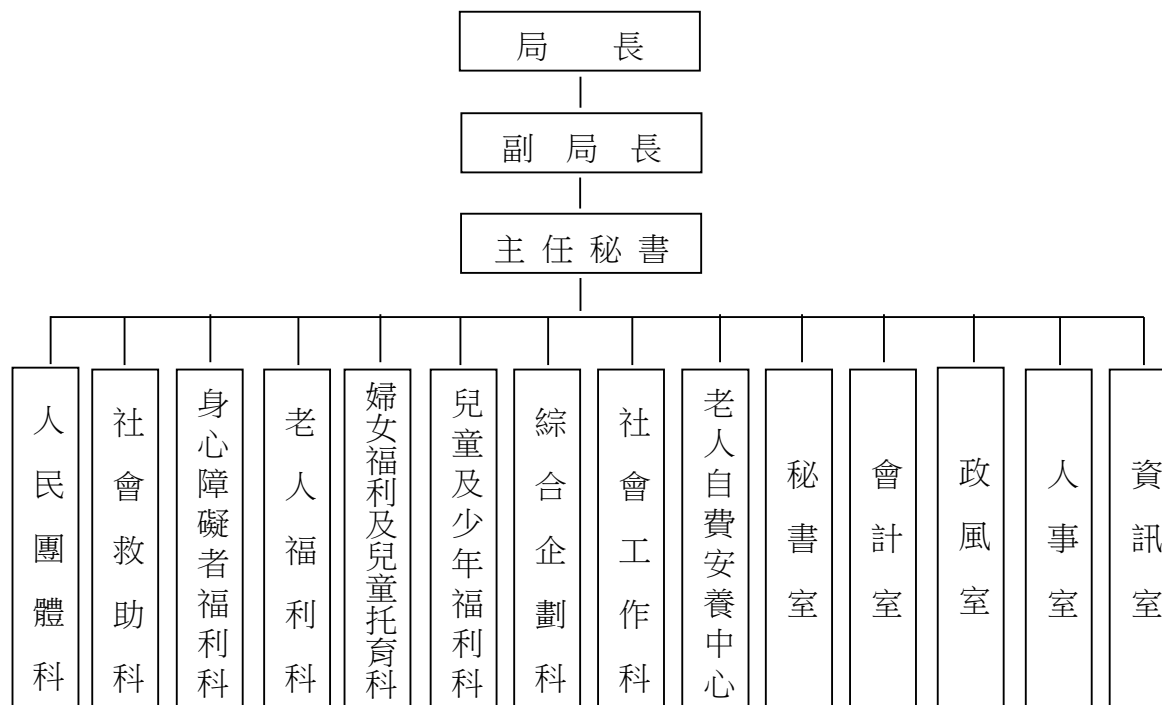 局長
副局長
主任秘書
人民團體科
社會救助科
身心障礙者福利科
老人福利科
婦女福利及兒童托育科
兒童及少年福利科
綜合企劃科
社會工作科
老人自費安養中心
秘書室
會計室
政風室
人事室
資訊室